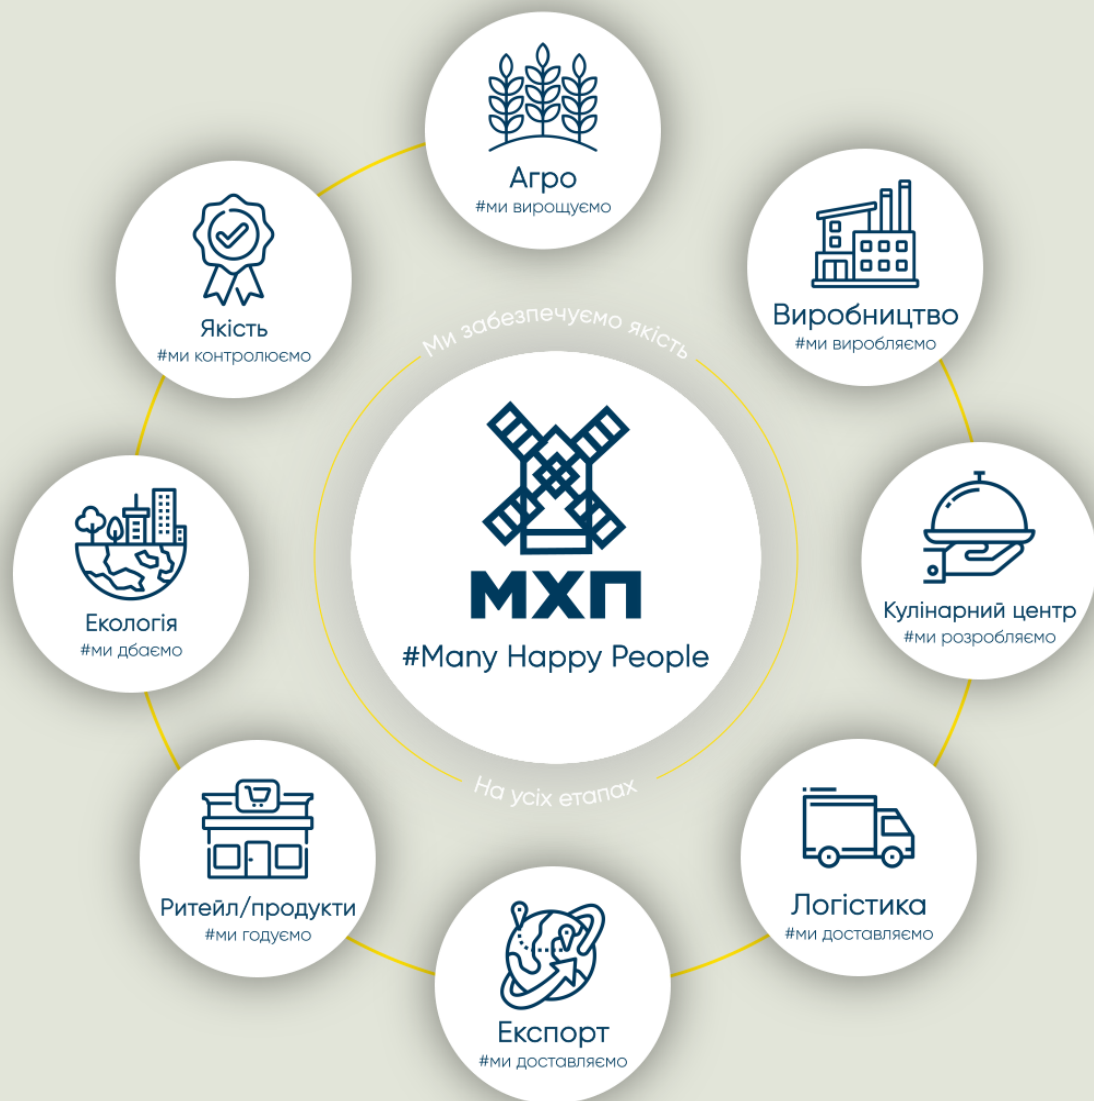 Агро
#ми вирощуємо
Виробництво
#ми виробляємо
Кулінарний центр
#ми розробляємо
Логістика
#ми доставляємо
Експорт
#ми доставляємо
Ритейл/продукти
#ми годуємо
Екологія
#ми дбаємо
Якість
#ми контролюємо
Ми забезпечуємо якість
МХП
#Many Happy People
На усіх етапах